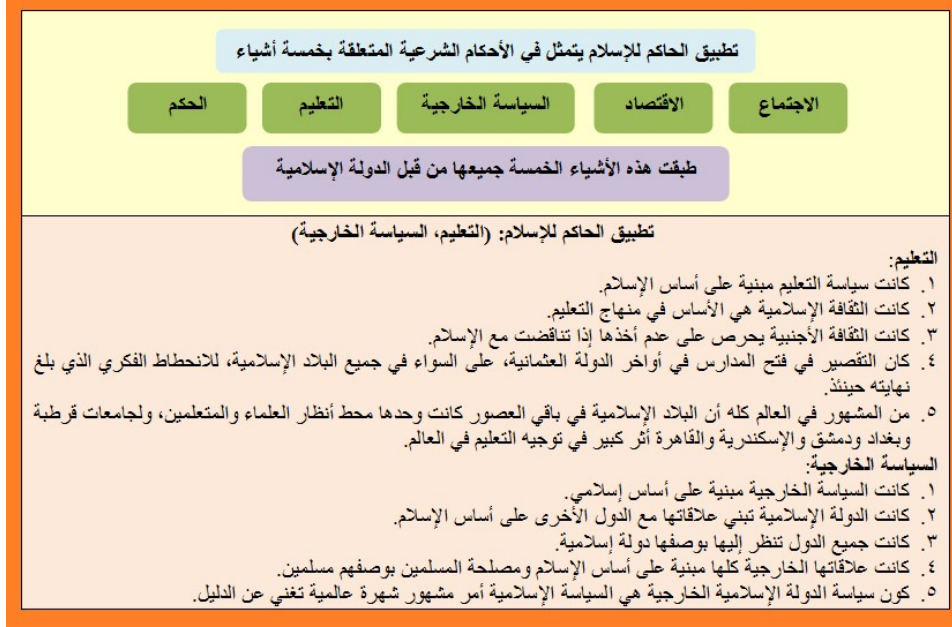 تطبيق الحاكم للإسلام يتمثل في الأحكام الشرعية المتعلقة بخمسة أشياء
الاجتماع
الاقتصاد
السياسة الخارجية
التعليم
الحكم
طبقت هذه الأشياء الخمسة جميعها من قبل الدولة الإسلامية
تطبيق الحاكم للإسلام: (التعليم، السياسة الخارجية)
التعليم:
١. كانت سياسة التعليم مبنية على أساس الإسلام.
٢. كانت الثقافة الإسلامية هي الأساس في منهاج التعليم.
٣. كانت الثقافة الأجنبية يحرص على عدم أخذها إذا تناقضت مع الإسلام.
٤. كان التقصير في فتح المدارس في أواخر الدولة العثمانية، على السواء في جميع البلاد الإسلامية، للانحطاط الفكري الذي بلغ
نهايته حينئذ.
٥. من المشهور في العالم كله أن البلاد الإسلامية في باقي العصور كانت وحدها محط أنظار العلماء والمتعلمين، ولجامعات قرطبة
وبغداد ودمشق والإسكندرية والقاهرة أثر كبير في توجيه التعليم في العالم.
السياسة الخارجية:
١. كانت السياسة الخارجية مبنية على أساس إسلامي.
٢. كانت الدولة الإسلامية تبني علاقاتها مع الدول الأخرى على أساس الإسلام.
٣. كانت جميع الدول تنظر إليها بوصفها دولة إسلامية.
٤. كانت علاقاتها الخارجية كلها مبنية على أساس الإسلام ومصلحة المسلمين بوصفهم مسلمين.
٥. كون سياسة الدولة الإسلامية الخارجية هي السياسة الإسلامية أمر مشهور شهرة عالمية تغني عن الدليل.